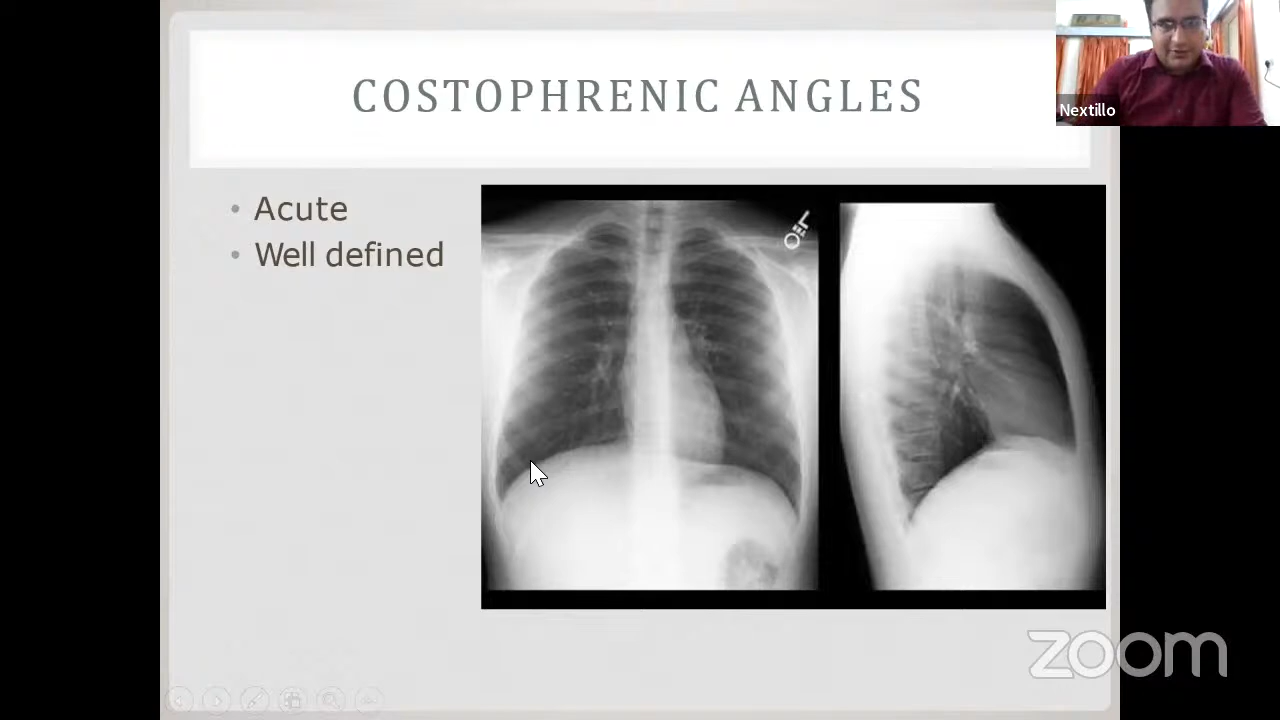 COSTOPHRENIC ANGLES
Nextillo
• Acute
• Well defined
L
zoom